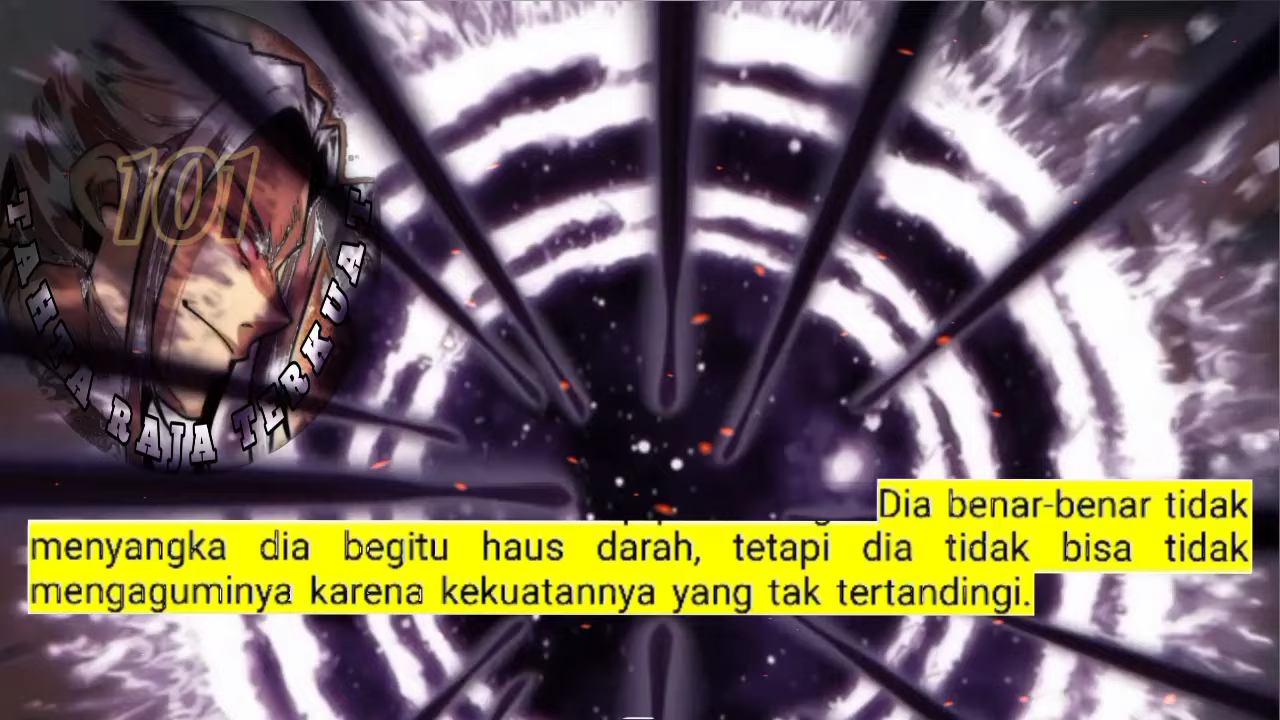 101
TAHTA RAJA TERKUAT
Dia benar-benar tidak
menyangka dia begitu haus darah, tetapi dia tidak bisa tidak
mengaguminya karena kekuatannya yang tak tertandingi.